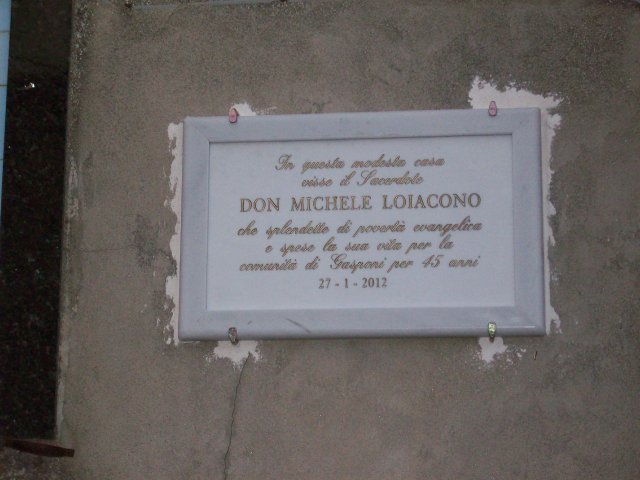 In questa modesta casa
visse il Sacerdote
DON MICHELE LOIACONO
che splendette di povertà evangelica
e spese la sua vita per la
comunità di Gasponi per 45 anni
27 - 1 - 2012